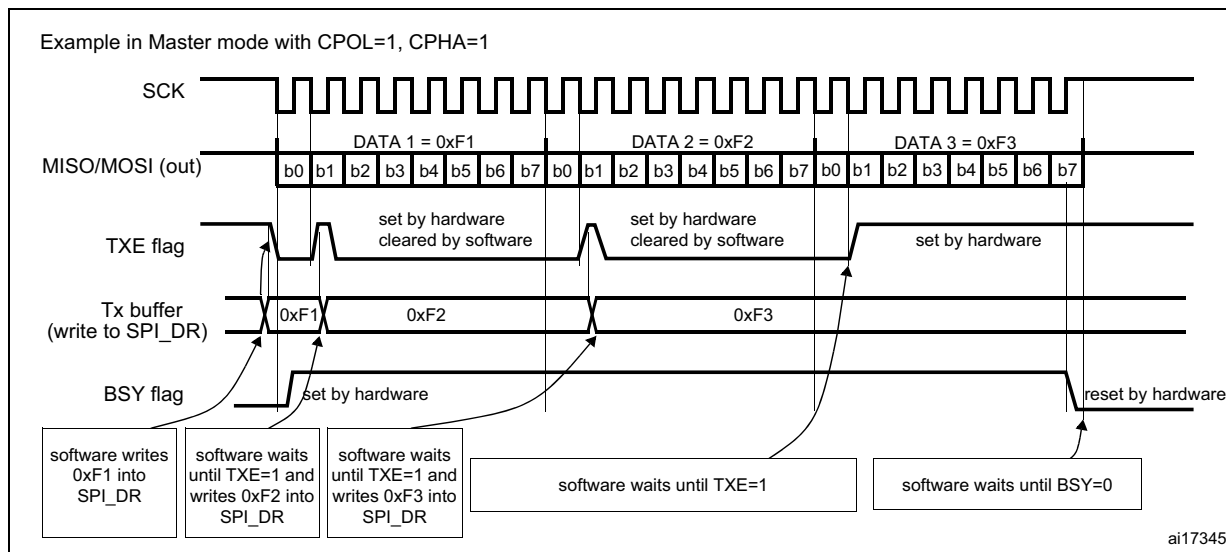 Example in Master mode with CPOL=1, CPHA=1
SCK
DATA 1 = 0xF1
DATA 2 = 0xF2
DATA 3 = 0xF3
MISO/MOSI (out)
b0 b1 b2 b3 b4 b5 b6 b7 b0 b1 b2 b3 b4 b5 b6 b7 b0 b1 b2 b3 b4 b5 b6 b7
TXE flag
set by hardware
cleared by software
set by hardware
cleared by software
set by hardware
Tx buffer
(write to SPI_DR)
0xF1
0xF2
0xF3
BSY flag
set by hardware
reset by hardware
software writes
0xF1 into
SPI_DR
software waits
until TXE=1 and
writes 0xF2 into
SPI_DR
software waits
until TXE=1 and
writes 0xF3 into
SPI_DR
software waits until TXE=1
software waits until BSY=0
ai17345